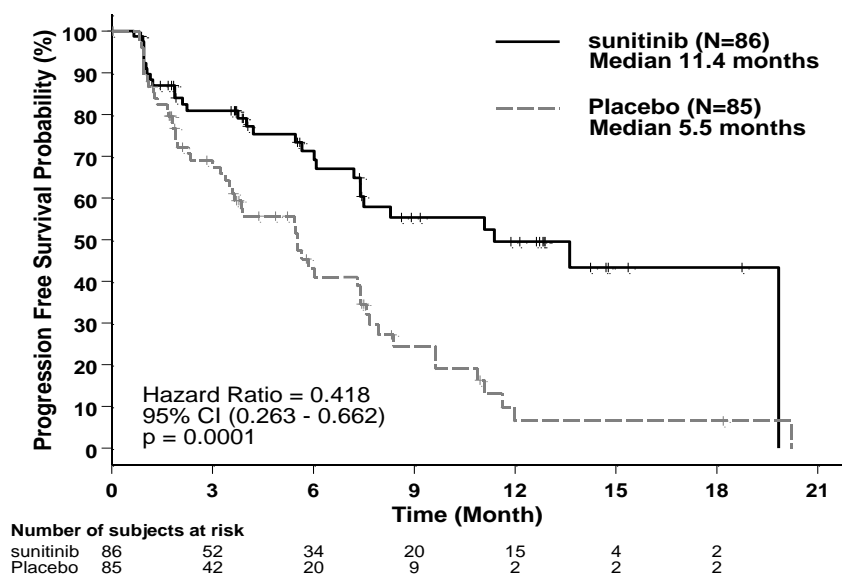 sunitinib (N=86)
Median 11.4 months
Placebo (N=85)
Median 5.5 months
Progression Free Survival Probability (%)
100
90
80
70
60
50
40
30
20
10
0
Hazard Ratio = 0.418
95% CI (0.263 - 0.662)
p = 0.0001
0 3 6 9 12 15 18 21
Time (Month)
Number of subjects at risk
sunitinib 86 52 34 20 15 4 2
Placebo 85 42 20 9 2 2 2